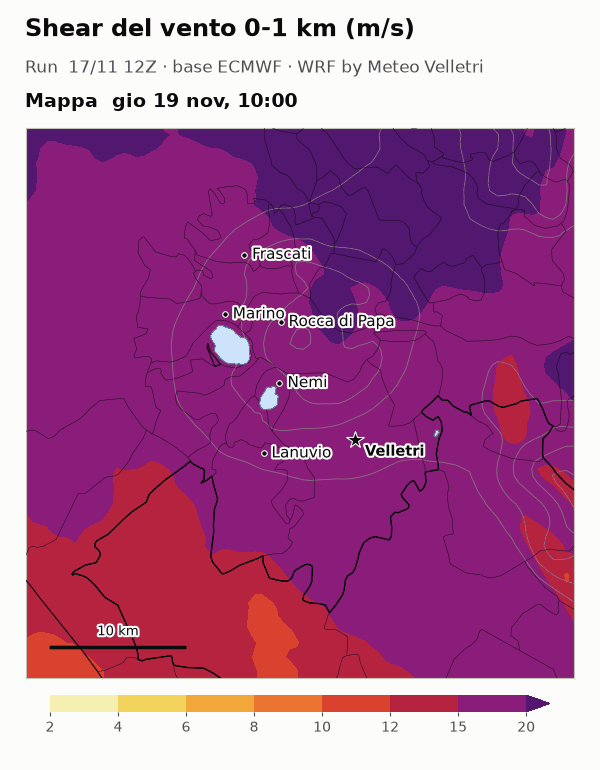 Shear del vento 0-1 km (m/s)
Run  17/11 12Z · base ECMWF · WRF by Meteo Velletri
Mappa  gio 19 nov, 10:00
Frascati
Marino
Rocca di Papa
Nemi
Velletri
Lanuvio
10 km
2 4 6 8 10 12 15 20